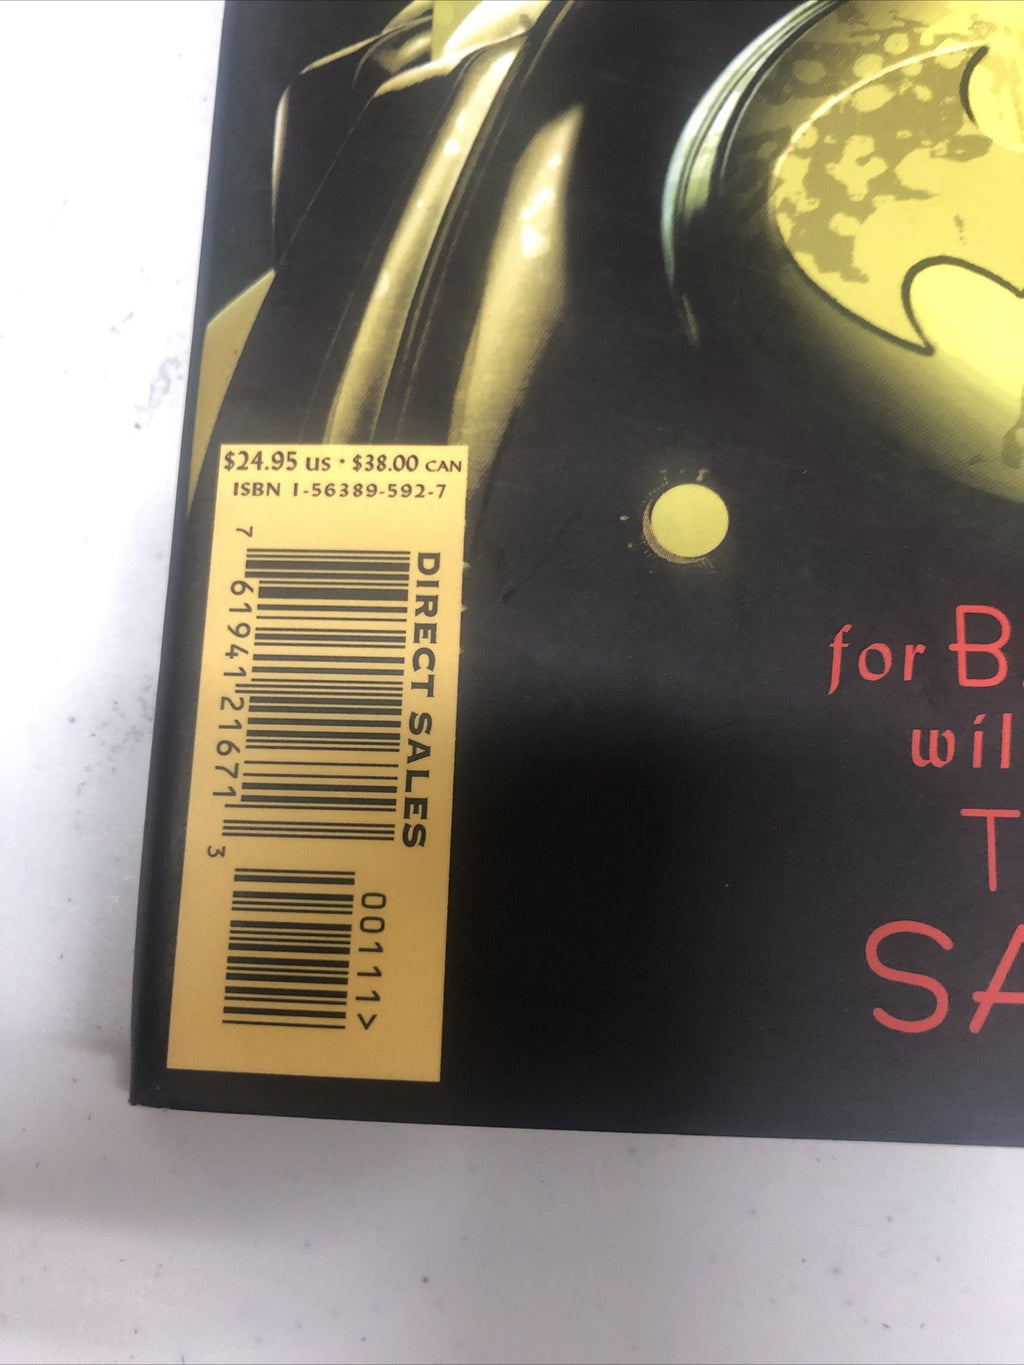 $24.95 US · $38.00 CAN
ISBN 1-56389-592-7
DIRECT SALES
7 61941 21671 3
00111>
for B
wil
T
SA